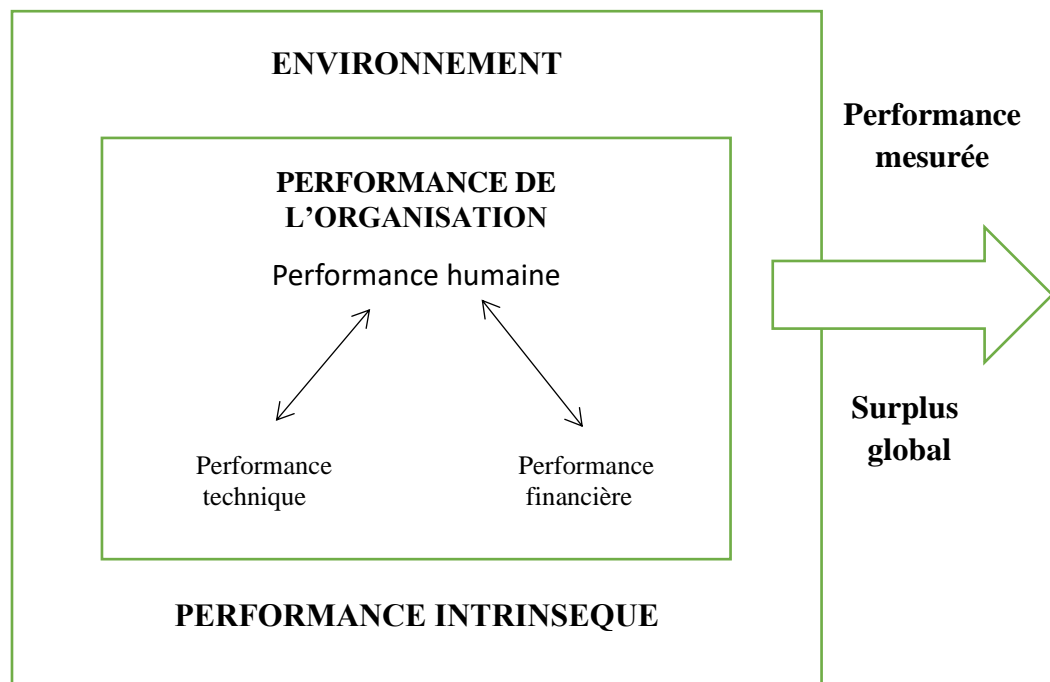 ENVIRONNEMENT
Performance
mesurée
PERFORMANCE DE
L’ORGANISATION
Performance humaine
Surplus
global
Performance
technique
Performance
financière
PERFORMANCE INTRINSEQUE